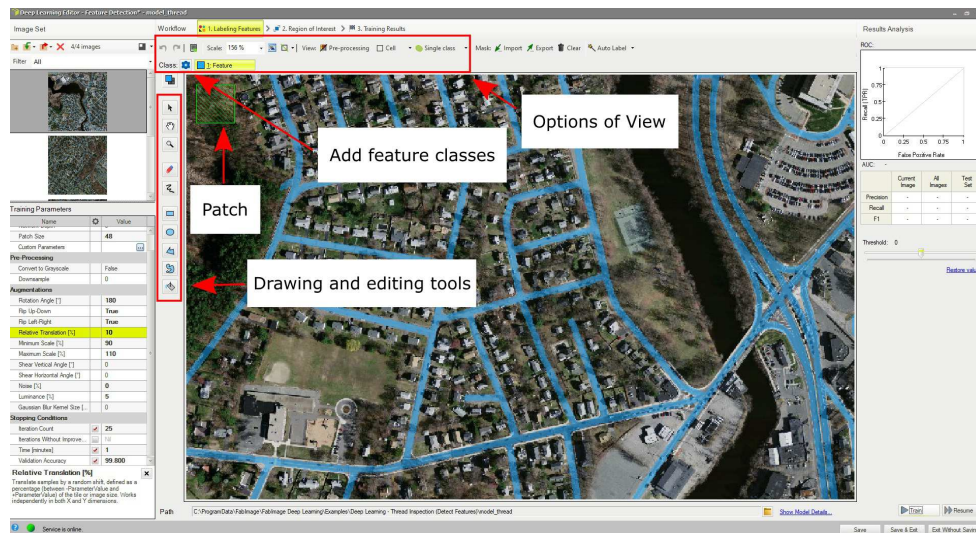 Deep Learning Editor - Feature Detection* - model_thread
Image Set
Workflow 1. Labeling Features 2. Region of Interest 3. Training Results
Results Analysis
4/4 images
Scale: 156 % View: Pre-processing Cell Single class Mask: Import Export Clear Auto Label
Filter All
Class: 1: Feature
ROC:
Recall (TPR)
1
0.75
0.5
0.25
0
0 0.25 0.5 0.75 1
False Positive Rate
AUC: -
Current Image All Images Test Set
Precision - - -
Recall - - -
F1 - - -
Threshold: 0
Options of View
Add feature classes
Patch
Drawing and editing tools
Training Parameters
Name Value
Patch Size 48
Custom Parameters
Pre-Processing
Convert to Grayscale False
Downsample 0
Augmentations
Rotation Angle [°] 180
Flip Up-Down True
Flip Left-Right True
Relative Translation [%] 10
Minimum Scale [%] 90
Maximum Scale [%] 110
Shear Vertical Angle [°] 0
Shear Horizontal Angle [°] 0
Noise [%] 0
Luminance [%] 5
Gaussian Blur Kernel Size [... 0
Stopping Conditions
Iteration Count 25
Iterations Without Improve...
Time [minutes] 1
Validation Accuracy 99.800
Relative Translation [%]
Translate samples by a random shift, defined as a
percentage (between -ParameterValue and
+ParameterValue) of the tile or image size. Works
independently in both X and Y dimensions.
Path C:\ProgramData\FabImage\FabImage Deep Learning\Examples\Deep Learning - Thread Inspection (Detect Features)\model_thread
Show Model Details...
Train Resume
Service is online.
Save Save & Exit Exit Without Saving